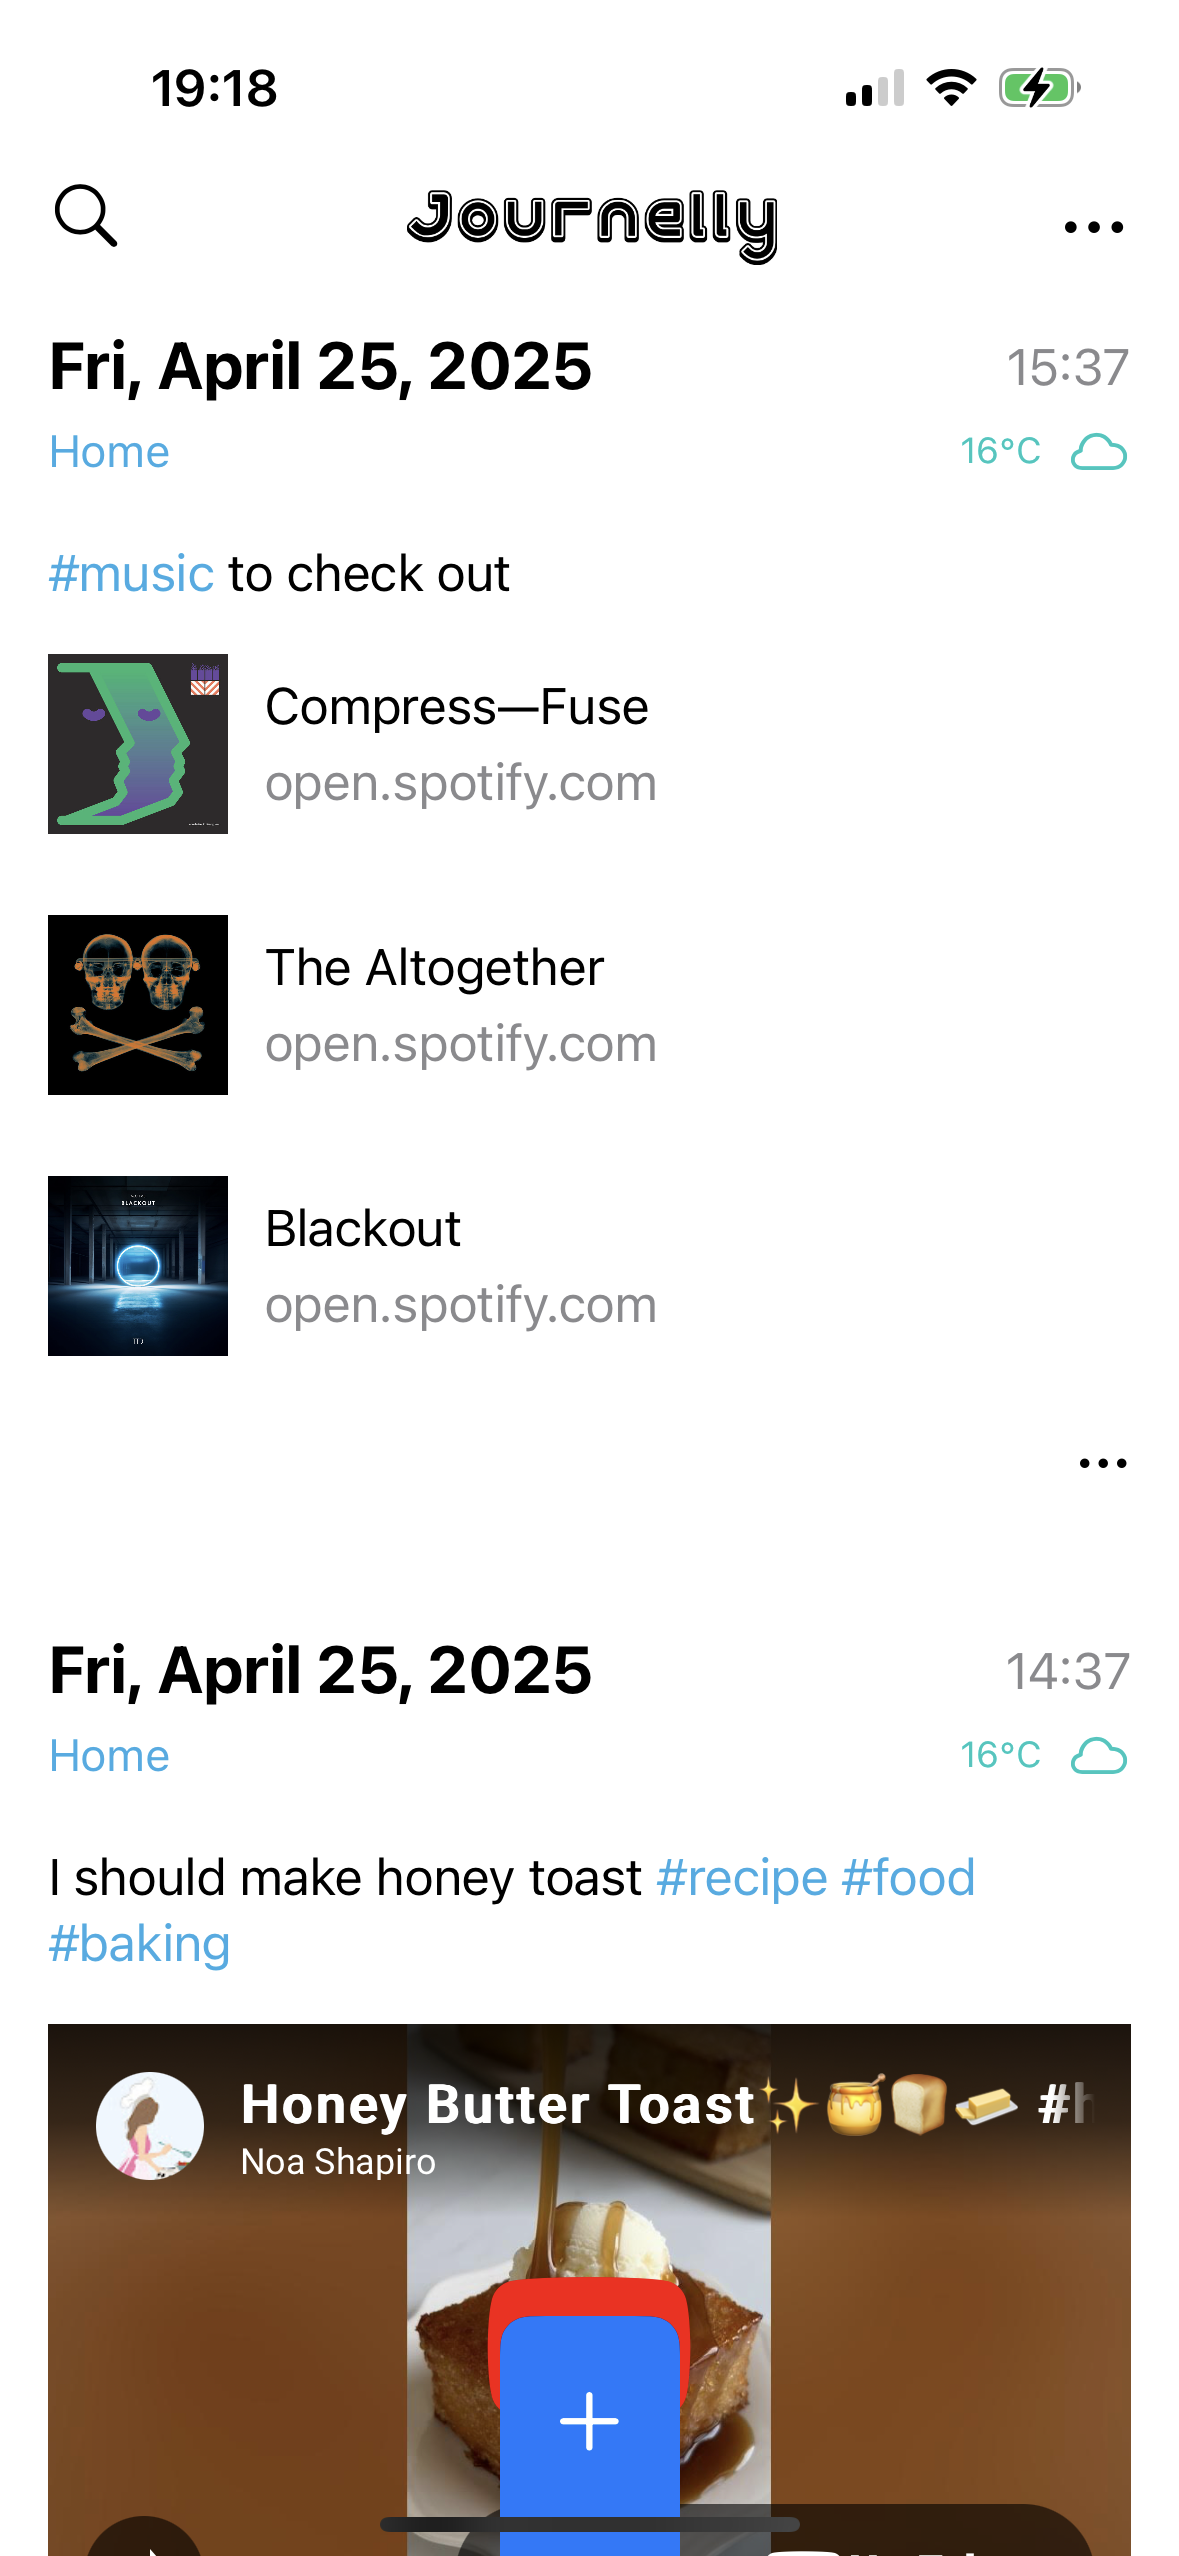 19:18
Journelly
Fri, April 25, 2025 15:37
Home 16°C
#music to check out
Compress—Fuse
open.spotify.com
The Altogether
open.spotify.com
BLACKOUT
Blackout
open.spotify.com
Fri, April 25, 2025 14:37
Home 16°C
I should make honey toast #recipe #food
#baking
Honey Butter Toast✨🍯🍞🧈 #h
Noa Shapiro